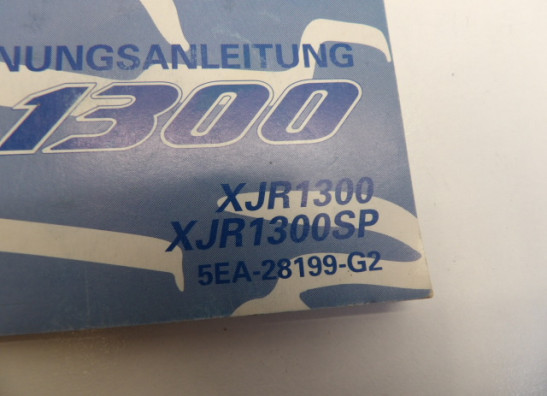 NUNGSANLEITUNG
1300
XJR1300
XJR1300SP
5EA-28199-G2